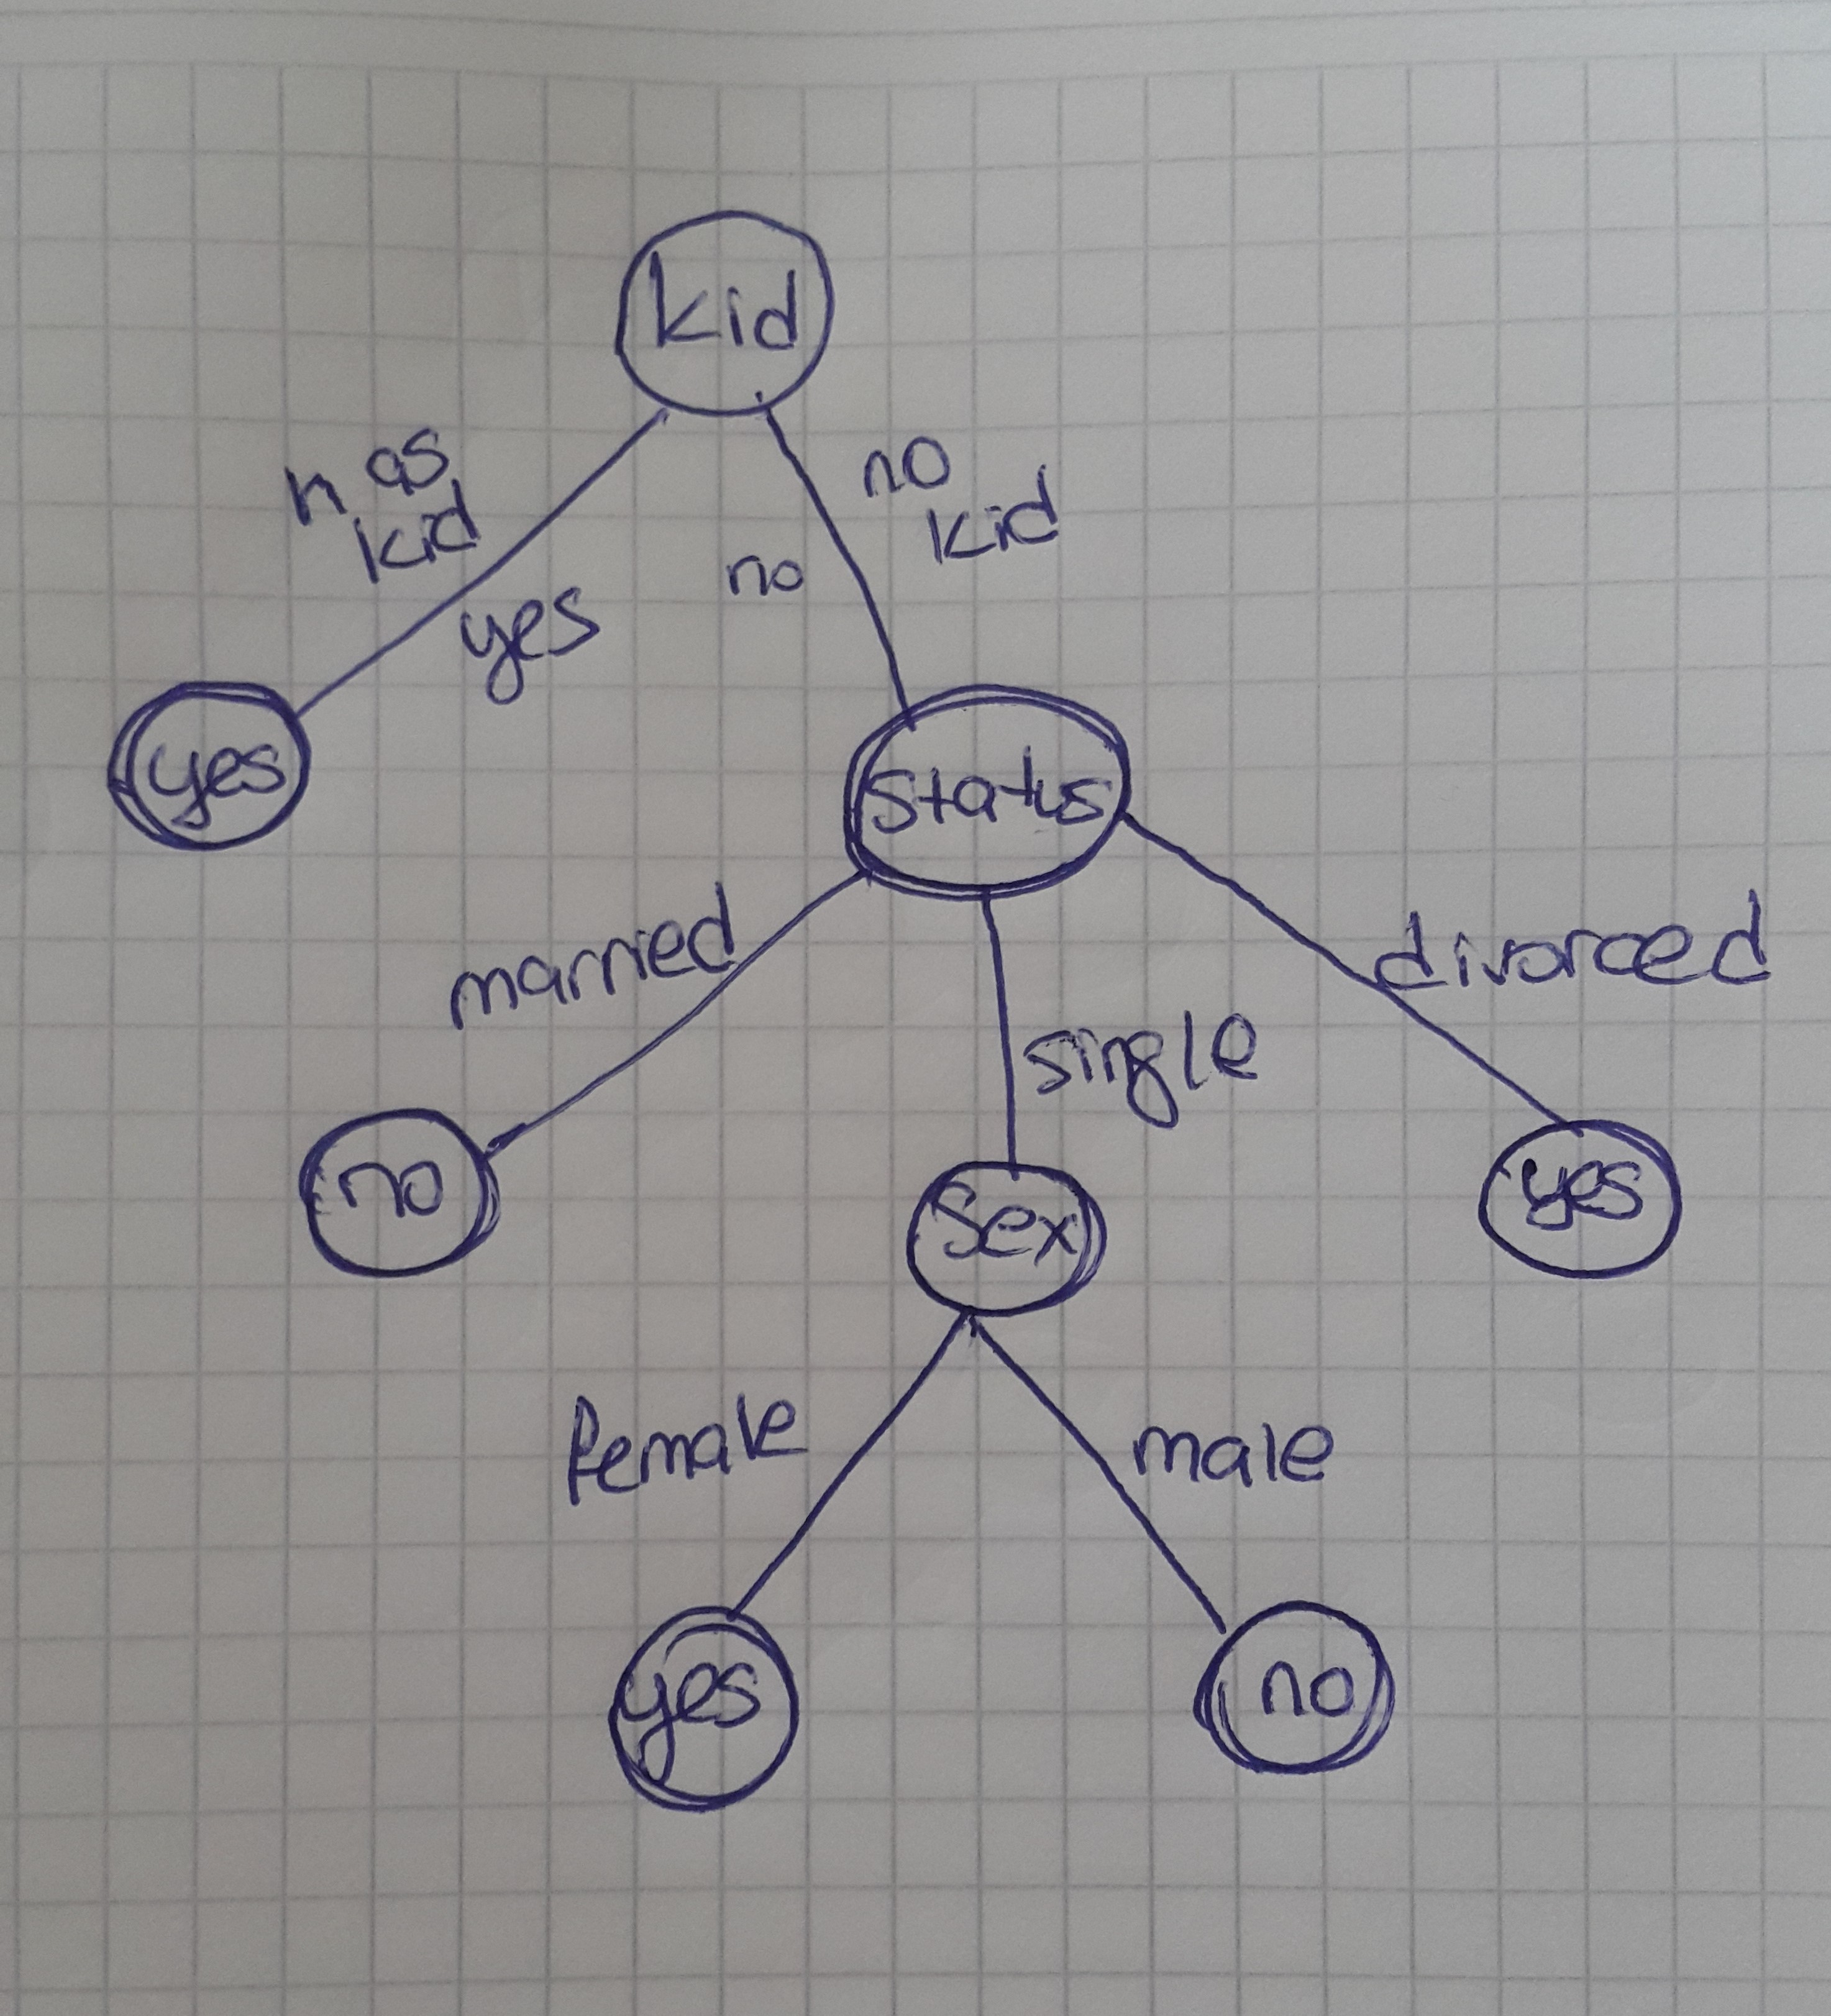 kid
has
kid
yes
no
kid
no
yes
status
married
single
divorced
no
sex
yes
Female
male
yes
no